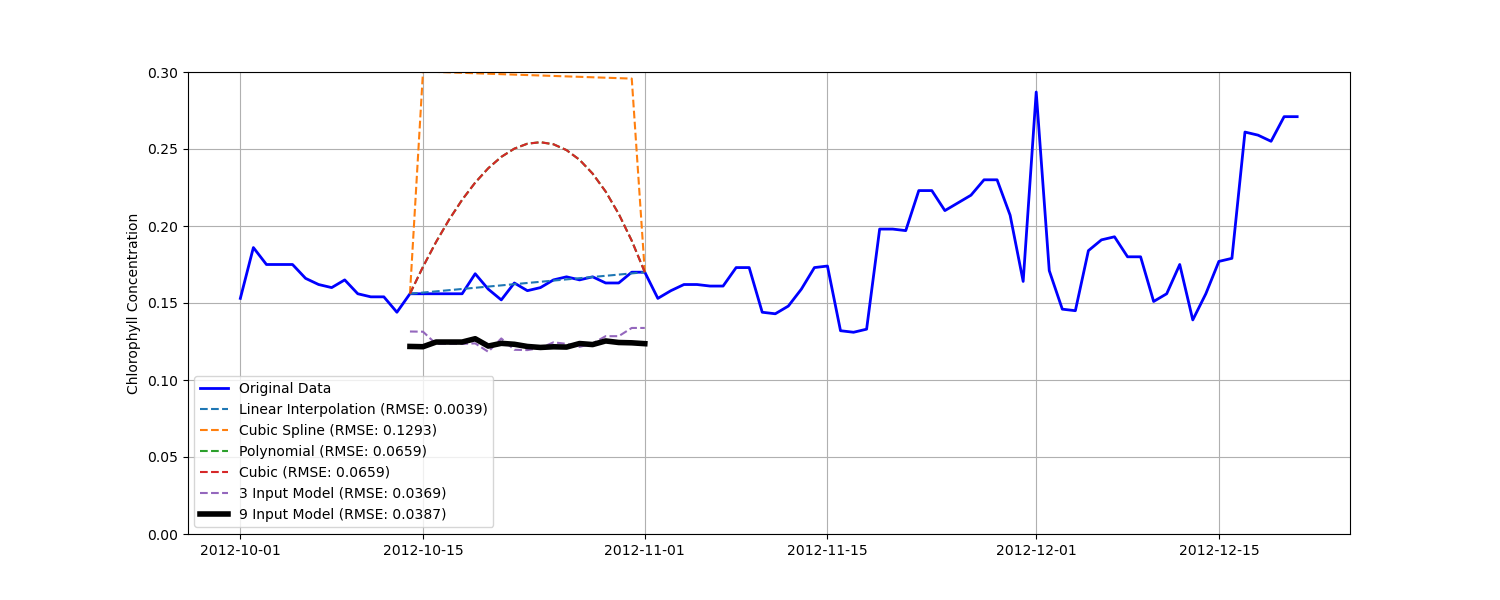 0.30
0.25
0.20
0.15
0.10
0.05
0.00
Chlorophyll Concentration
Original Data
Linear Interpolation (RMSE: 0.0039)
Cubic Spline (RMSE: 0.1293)
Polynomial (RMSE: 0.0659)
Cubic (RMSE: 0.0659)
3 Input Model (RMSE: 0.0369)
9 Input Model (RMSE: 0.0387)
2012-10-01
2012-10-15
2012-11-01
2012-11-15
2012-12-01
2012-12-15